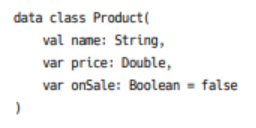 data class Product(
    val name: String,
    var price: Double,
    var onSale: Boolean = false
)